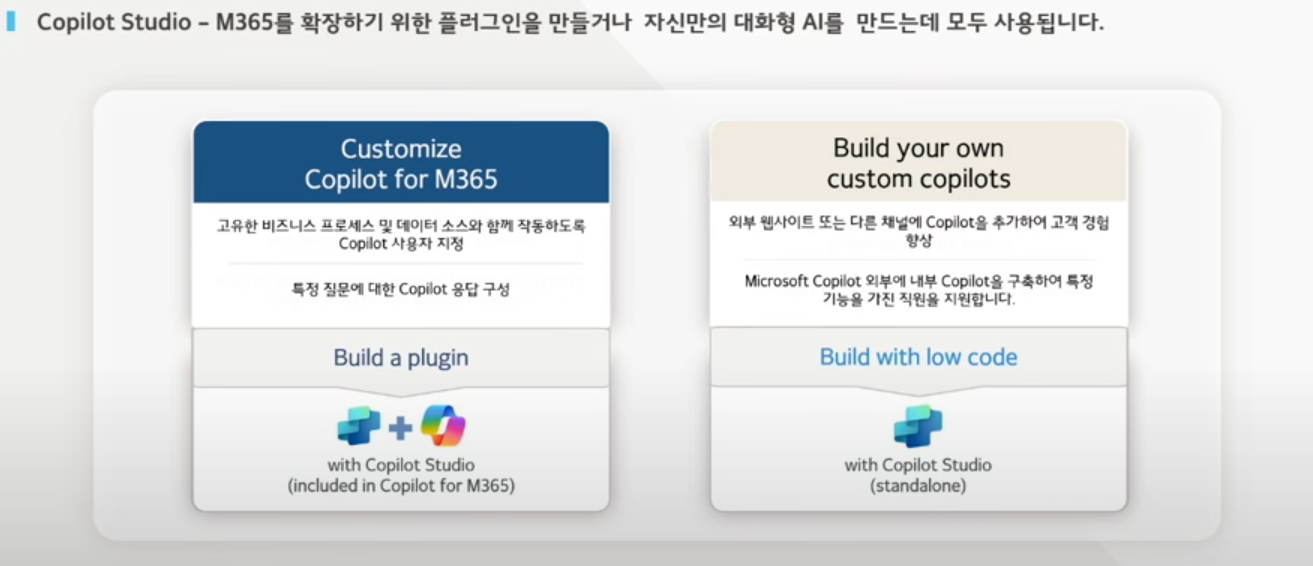 Copilot Studio – M365를 확장하기 위한 플러그인을 만들거나 자신만의 대화형 AI를 만드는데 모두 사용됩니다.
Customize
Copilot for M365
고유한 비즈니스 프로세스 및 데이터 소스와 함께 작동하도록
Copilot 사용자 지정
특정 질문에 대한 Copilot 응답 구성
Build a plugin
with Copilot Studio
(included in Copilot for M365)
Build your own
custom copilots
외부 웹사이트 또는 다른 채널에 Copilot을 추가하여 고객 경험
향상
Microsoft Copilot 외부에 내부 Copilot을 구축하여 특정
기능을 가진 직원을 지원합니다.
Build with low code
with Copilot Studio
(standalone)